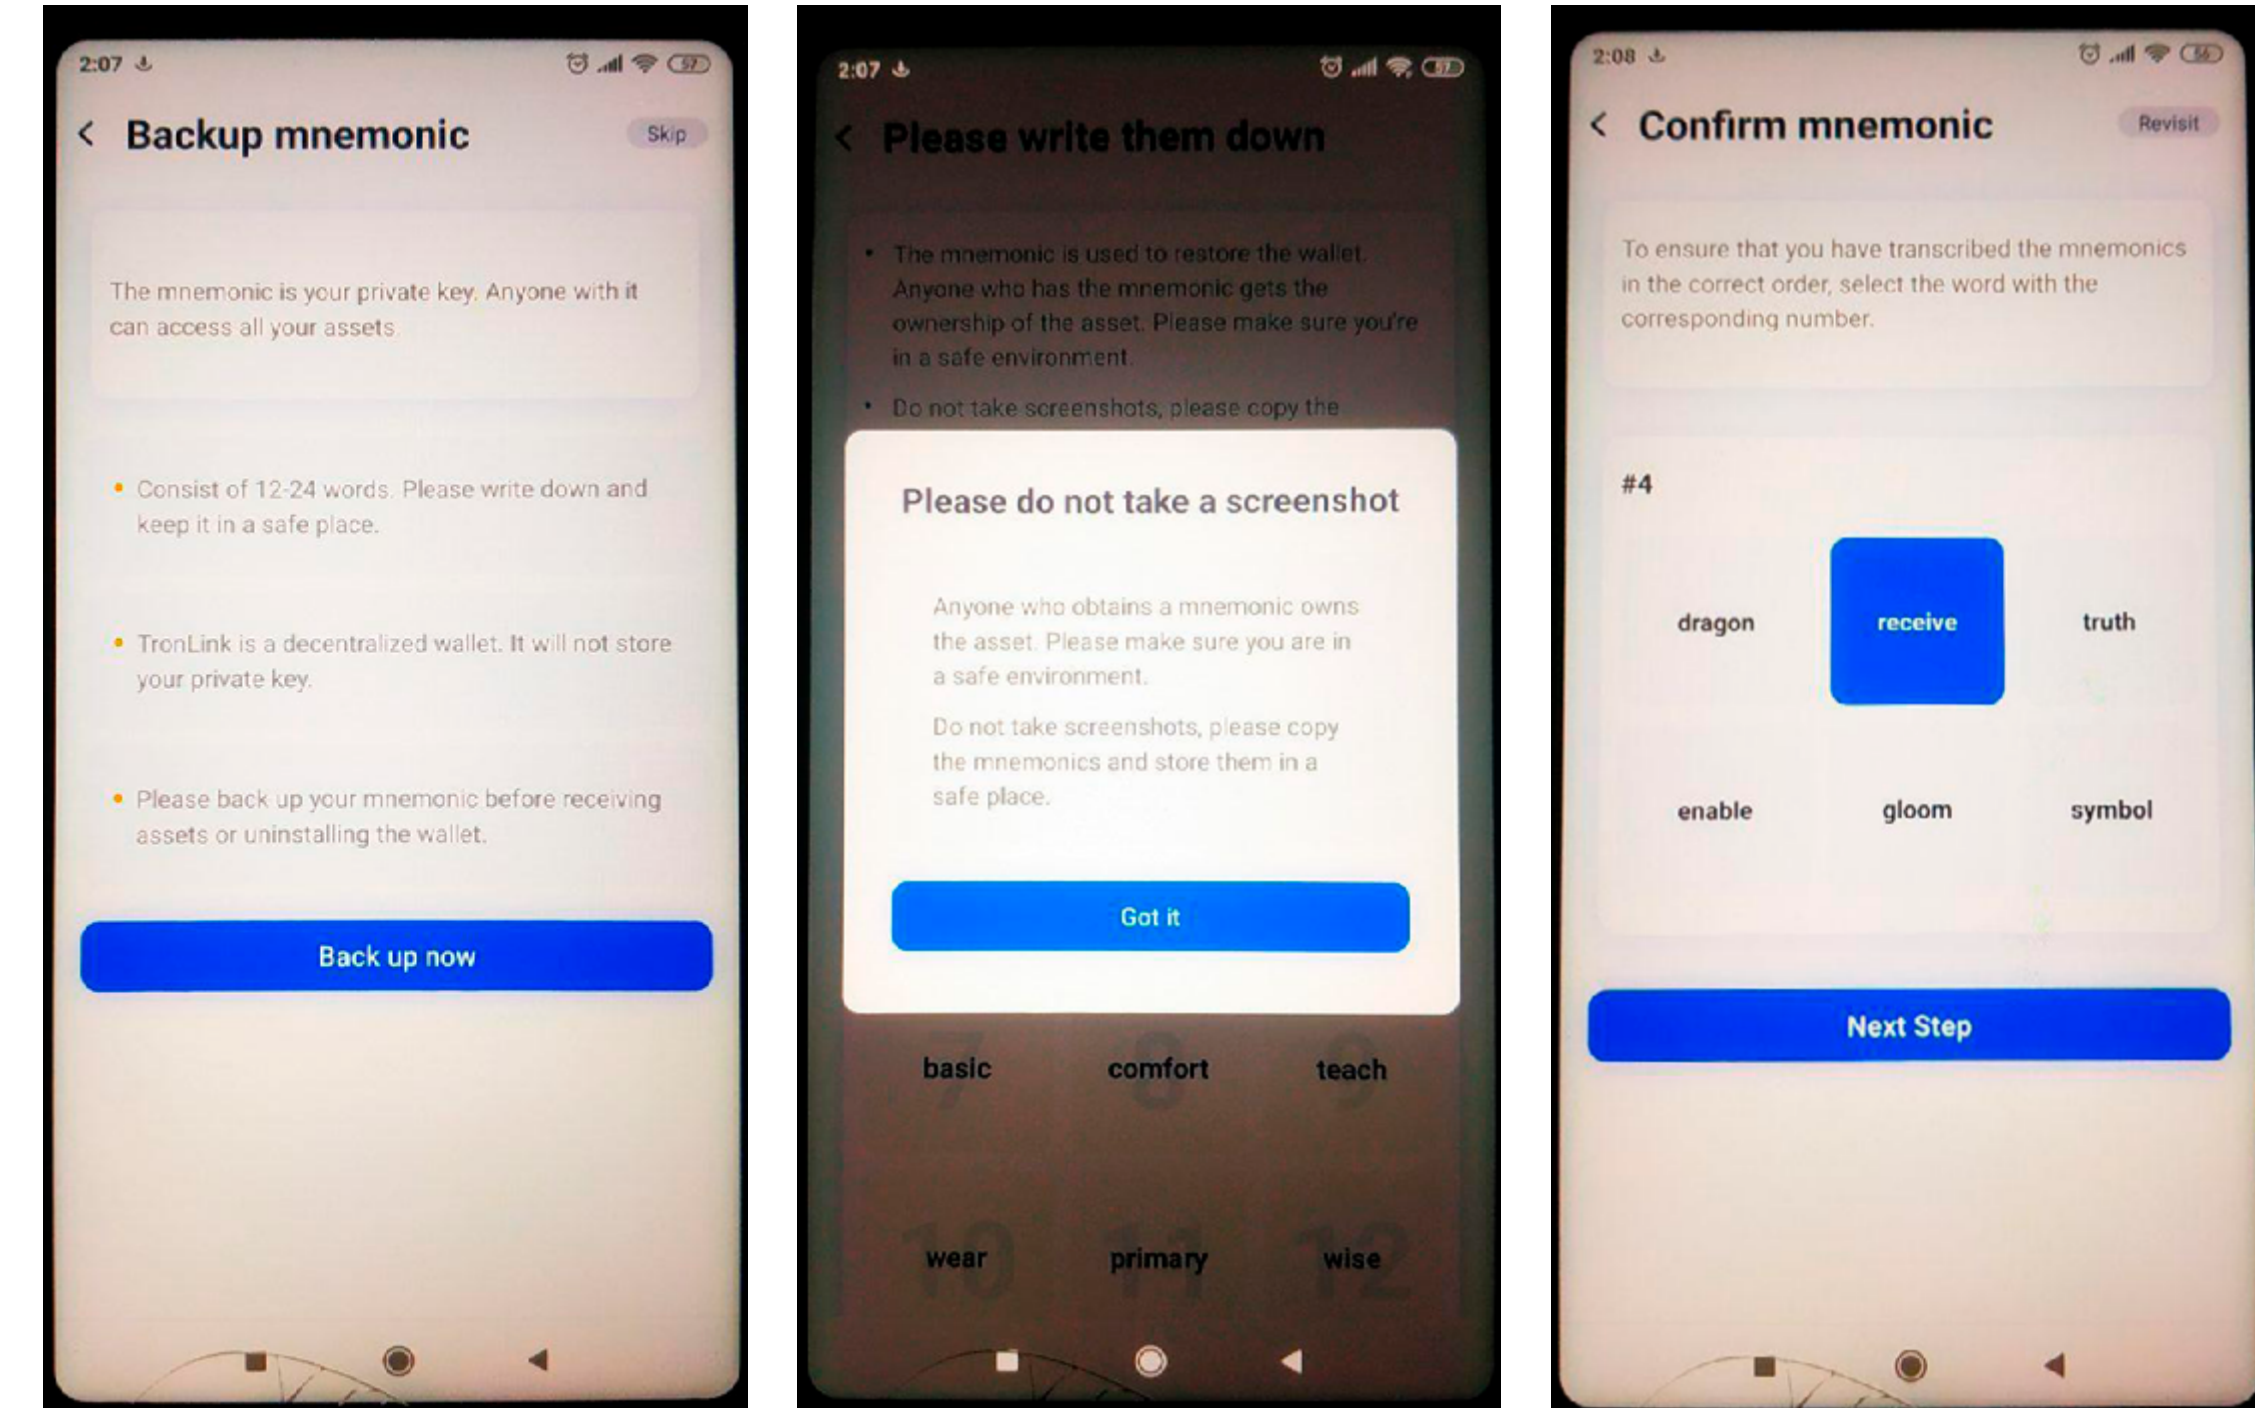 2:07
57
Backup mnemonic
Skip
The mnemonic is your private key. Anyone with it
can access all your assets
• Consist of 12-24 words. Please write down and
keep it in a safe place.
• TronLink is a decentralized wallet. It will not store
your private key.
• Please back up your mnemonic before receiving
assets or uninstalling the wallet.
Back up now
2:07
57
Please write them down
• The mnemonic is used to restore the wallet.
Anyone who has the mnemonic gets the
ownership of the asset. Please make sure you're
in a safe environment.
• Do not take screenshots, please copy the
Please do not take a screenshot
Anyone who obtains a mnemonic owns
the asset. Please make sure you are in
a safe environment.
Do not take screenshots, please copy
the mnemonics and store them in a
safe place.
Got it
7 8 9
basic comfort teach
10 11 12
wear primary wise
2:08
56
Confirm mnemonic
Revisit
To ensure that you have transcribed the mnemonics
in the correct order, select the word with the
corresponding number.
#4
dragon receive truth
enable gloom symbol
Next Step